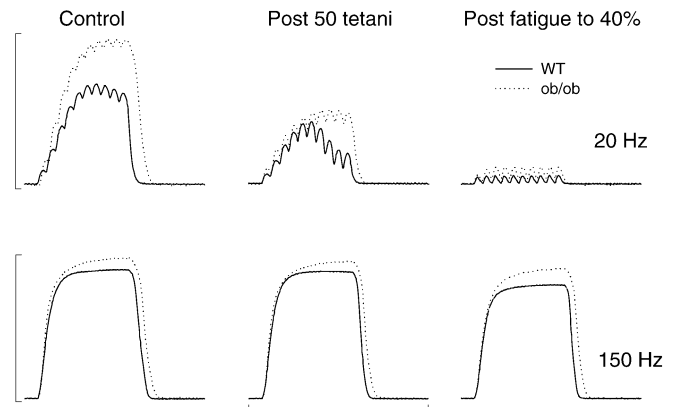 Control
Post 50 tetani
Post fatigue to 40%
WT
ob/ob
20 Hz
150 Hz